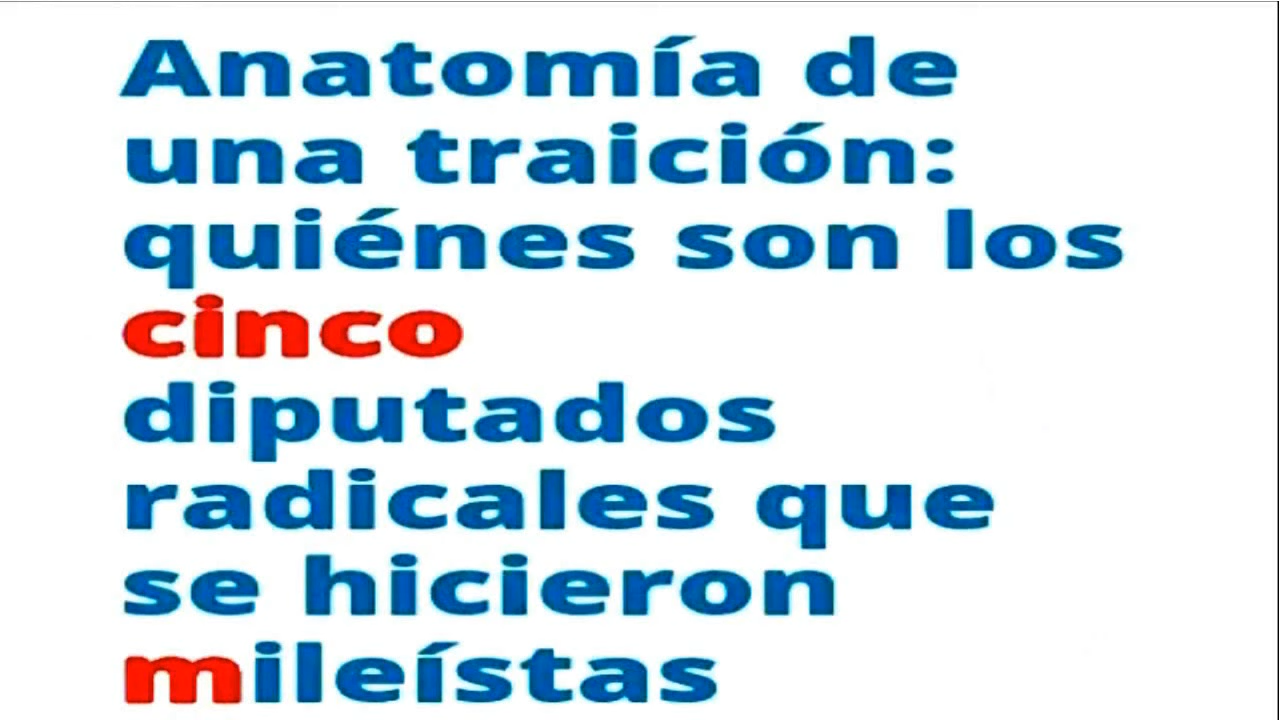 Anatomía de
una traición:
quiénes son los
cinco
diputados
radicales que
se hicieron
mileístas